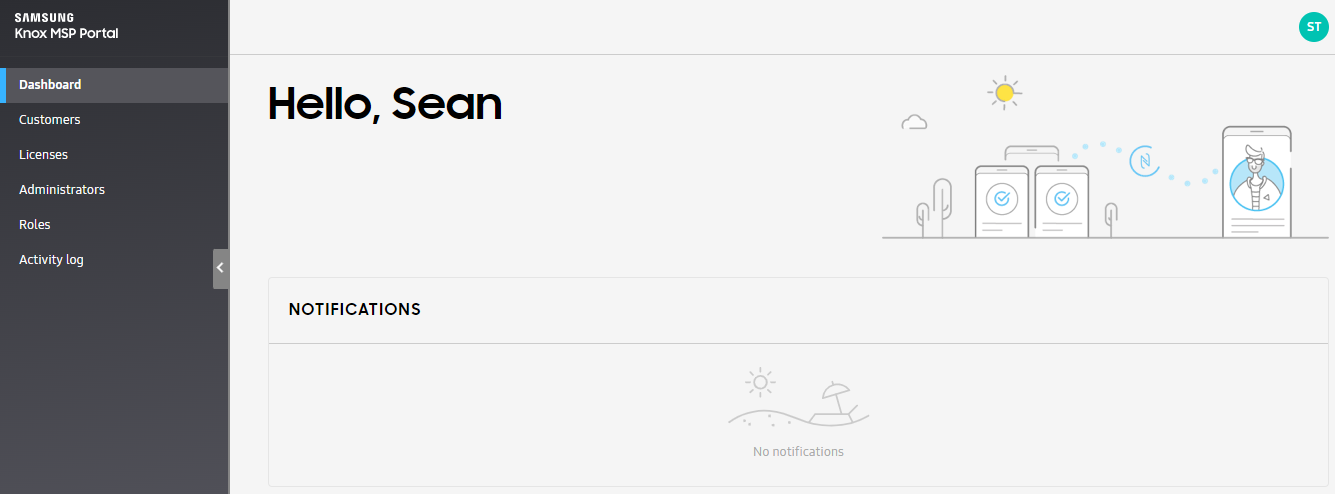 SAMSUNG
Knox MSP Portal
ST
Dashboard
Customers
Licenses
Administrators
Roles
Activity log
Hello, Sean
NOTIFICATIONS
No notifications